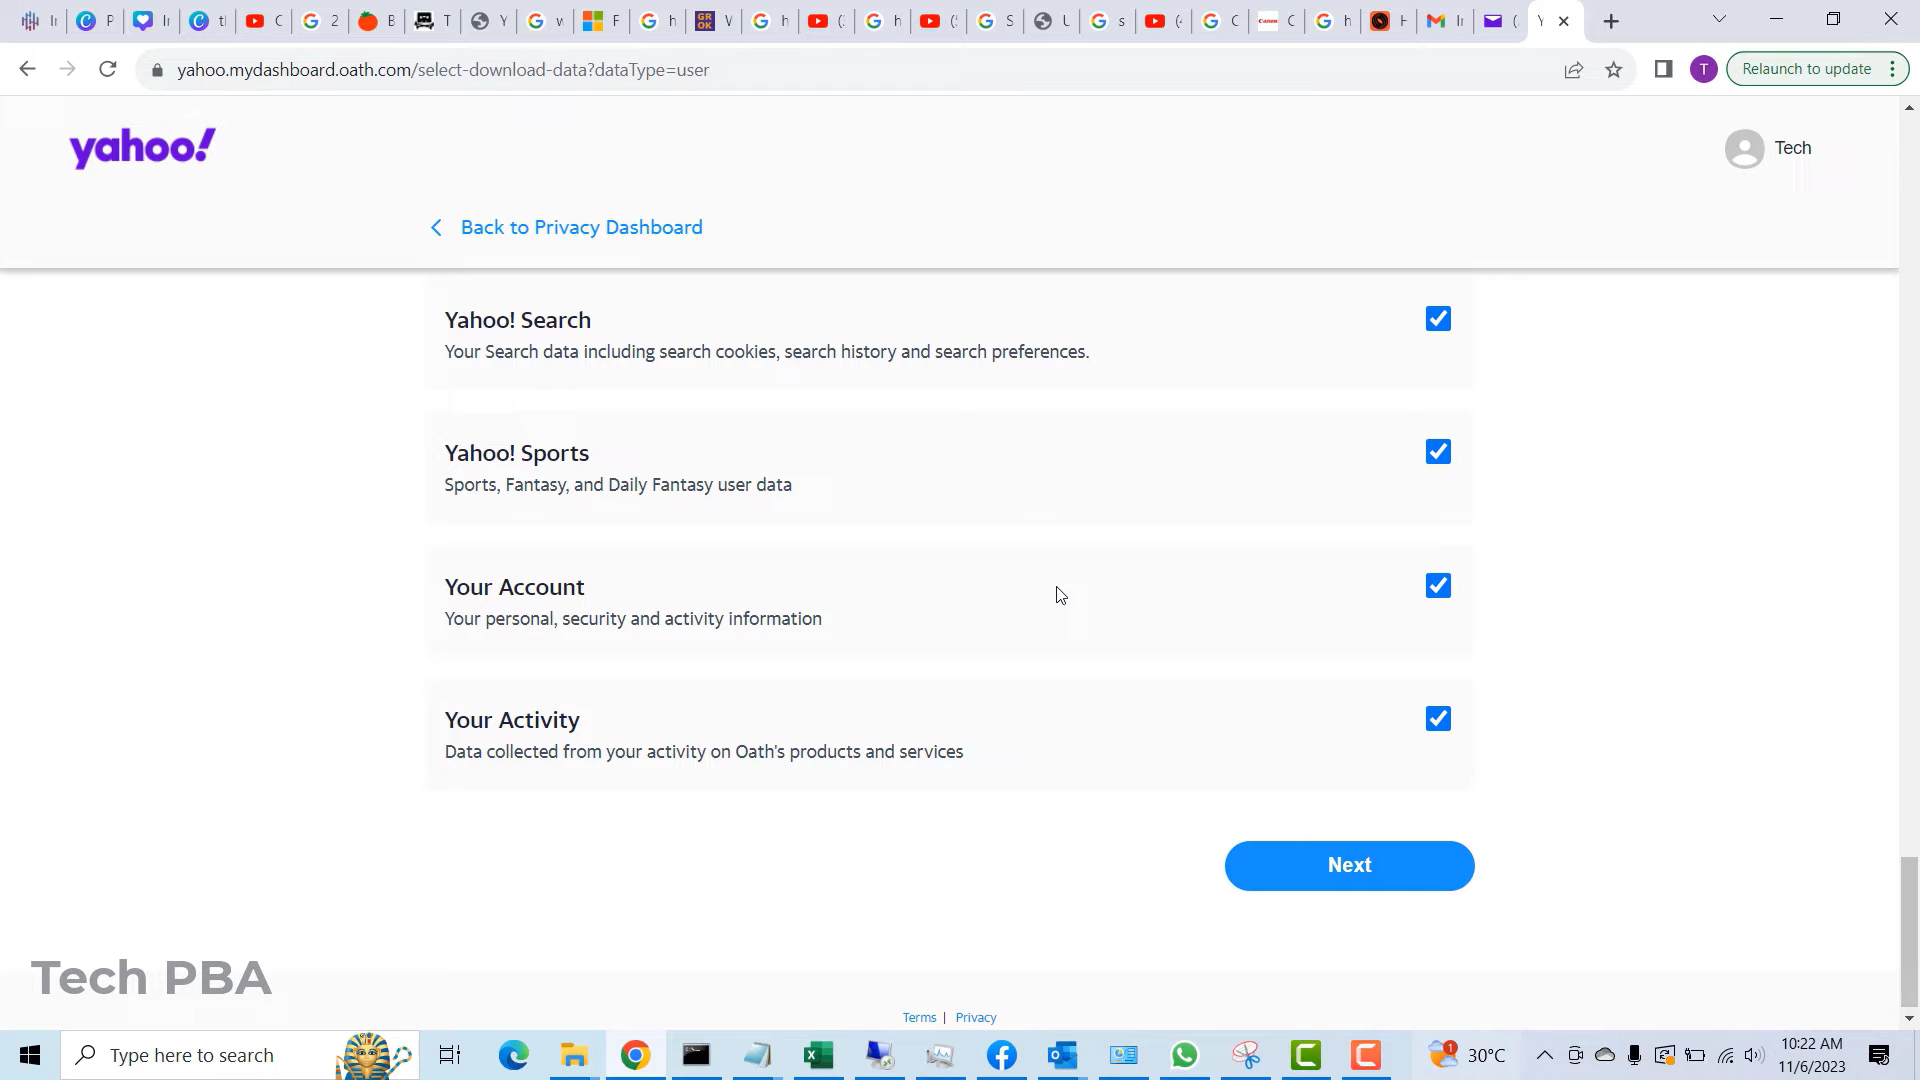 yahoo.mydashboard.oath.com/select-download-data?dataType=user
T
Relaunch to update
yahoo!
Tech
Back to Privacy Dashboard
Yahoo! Search
Your Search data including search cookies, search history and search preferences.
Yahoo! Sports
Sports, Fantasy, and Daily Fantasy user data
Your Account
Your personal, security and activity information
Your Activity
Data collected from your activity on Oath's products and services
Next
Tech PBA
Terms | Privacy
Type here to search
30°C
10:22 AM
11/6/2023